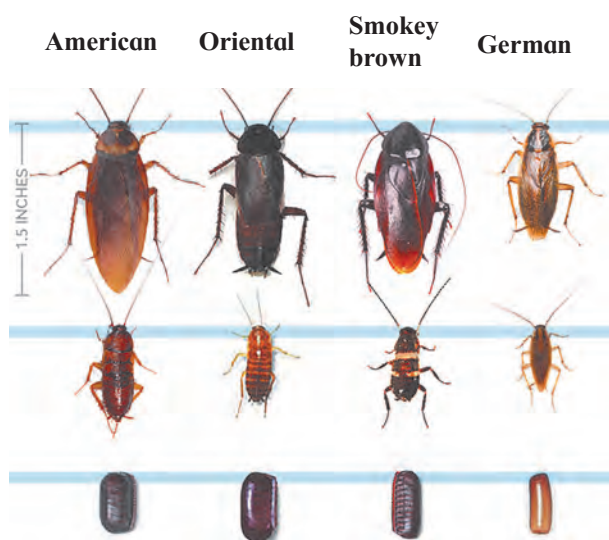 American
Oriental
Smokey
brown
German
1.5 INCHES